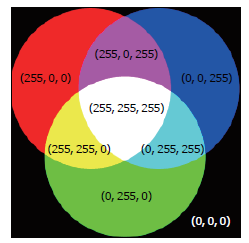 (255, 0, 255)
(255, 0, 0)
(0, 0, 255)
(255, 255, 255)
(255, 255, 0)
(0, 255, 255)
(0, 255, 0)
(0, 0, 0)